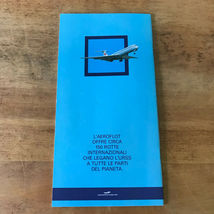 L'AEROFLOT
OFFRE CIRCA
150 ROTTE
INTERNAZIONALI
CHE LEGANO L'URSS
A TUTTE LE PARTI
DEL PIANETA.